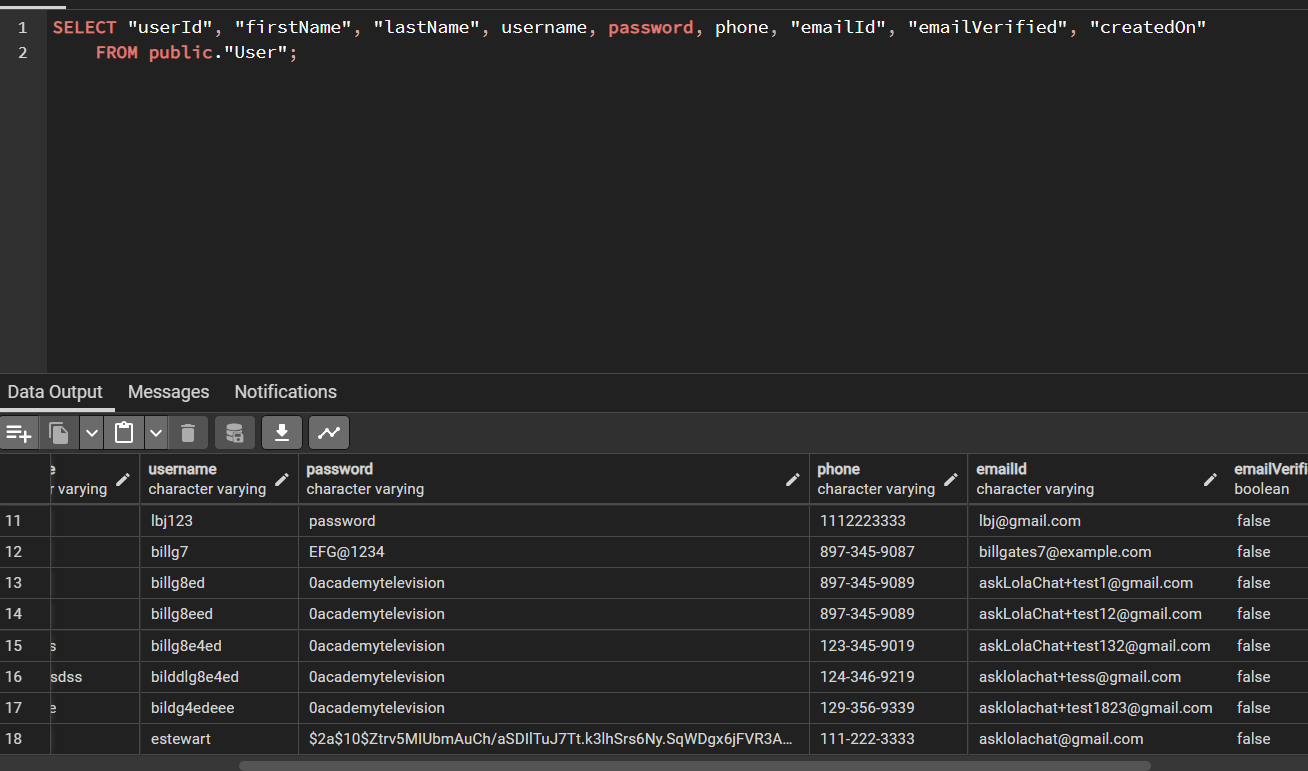 1 SELECT "userId", "firstName", "lastName", username, password, phone, "emailId", "emailVerified", "createdOn"
2 FROM public."User";
Data Output Messages Notifications
e username password phone emailId emailVerifi
r varying character varying character varying character varying character varying boolean
11 lbj123 password 1112223333 lbj@gmail.com false
12 billg7 EFG@1234 897-345-9087 billgates7@example.com false
13 billg8ed 0academytelevision 897-345-9089 askLolaChat+test1@gmail.com false
14 billg8eed 0academytelevision 897-345-9089 askLolaChat+test12@gmail.com false
15 s billg8e4ed 0academytelevision 123-345-9019 askLolaChat+test132@gmail.com false
16 sdss bilddlg8e4ed 0academytelevision 124-346-9219 asklolachat+tess@gmail.com false
17 e bildg4edeee 0academytelevision 129-356-9339 asklolachat+test1823@gmail.com false
18 estewart $2a$10$Ztrv5MIUbmAuCh/aSDIlTuJ7Tt.k3lhSrs6Ny.SqWDgx6jFVR3A... 111-222-3333 asklolachat@gmail.com false